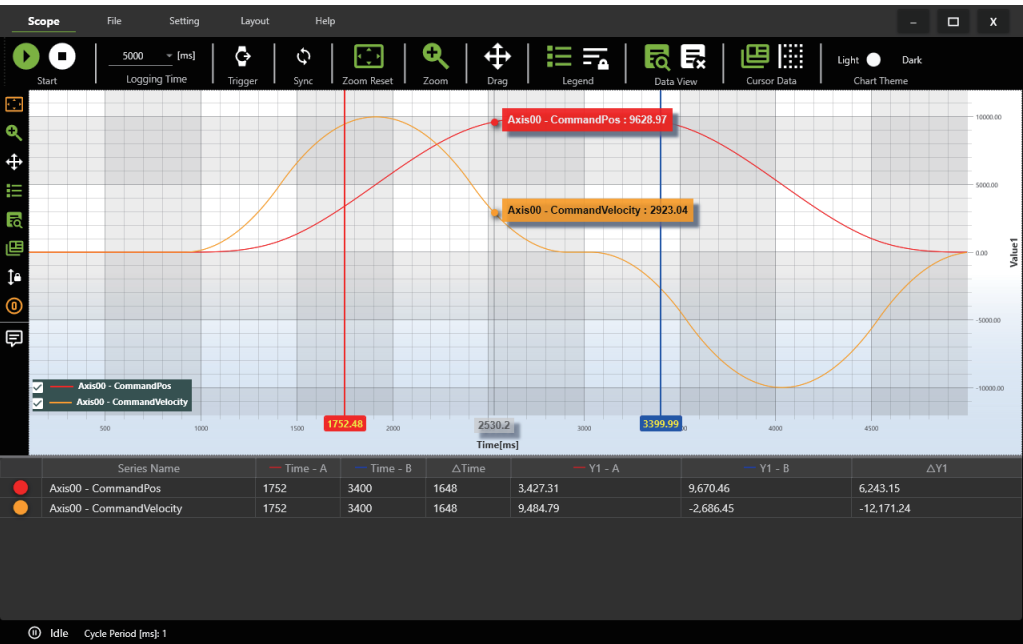 Scope File Setting Layout Help
5000 [ms] Light Dark
Start Logging Time Trigger Sync Zoom Reset Zoom Drag Legend Data View Cursor Data Chart Theme
Axis00 - CommandPos : 9628.97
Axis00 - CommandVelocity : 2923.04
10000.00
5000.00
0.00
-5000.00
-10000.00
Value1
Axis00 - CommandPos
Axis00 - CommandVelocity
500 1000 1500 1752.48 2000 2530.2 3000 3399.99 4000 4500
Time[ms]
Series Name Time - A Time - B △Time Y1 - A Y1 - B △Y1
Axis00 - CommandPos 1752 3400 1648 3,427.31 9,670.46 6,243.15
Axis00 - CommandVelocity 1752 3400 1648 9,484.79 -2,686.45 -12,171.24
Idle Cycle Period [ms]: 1